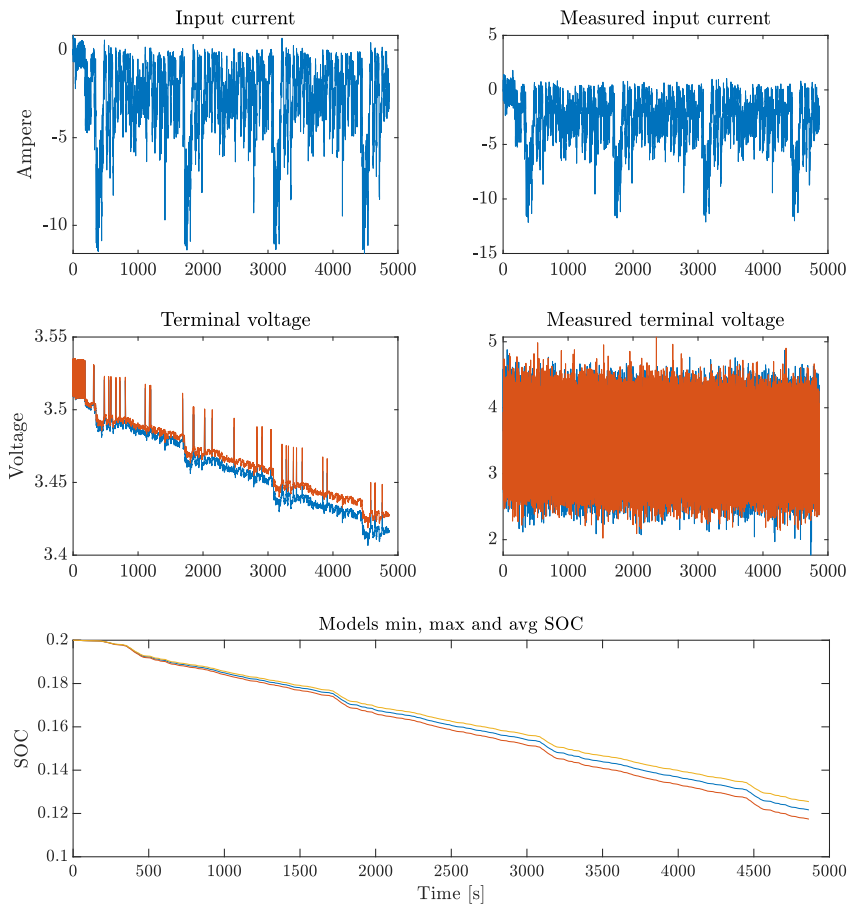 Input current
Measured input current
0
-5
-10
Ampere
0 1000 2000 3000 4000 5000
5
0
-5
-10
-15
0 1000 2000 3000 4000 5000
Terminal voltage
Measured terminal voltage
3.55
3.5
3.45
3.4
Voltage
0 1000 2000 3000 4000 5000
5
4
3
2
0 1000 2000 3000 4000 5000
Models min, max and avg SOC
0.2
0.18
0.16
0.14
0.12
0.1
SOC
0 500 1000 1500 2000 2500 3000 3500 4000 4500 5000
Time [s]